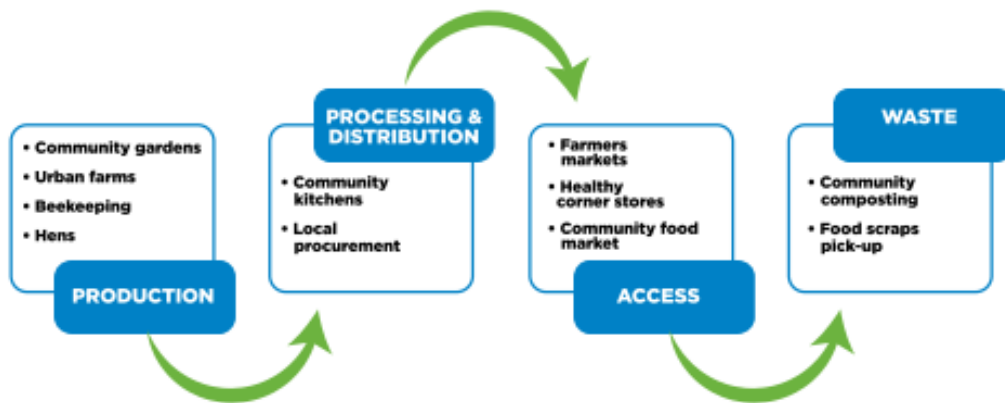 • Community gardens
• Urban farms
• Beekeeping
• Hens
PRODUCTION
PROCESSING &
DISTRIBUTION
• Community
kitchens
• Local
procurement
• Farmers
markets
• Healthy
corner stores
• Community food
market
ACCESS
WASTE
• Community
composting
• Food scraps
pick-up